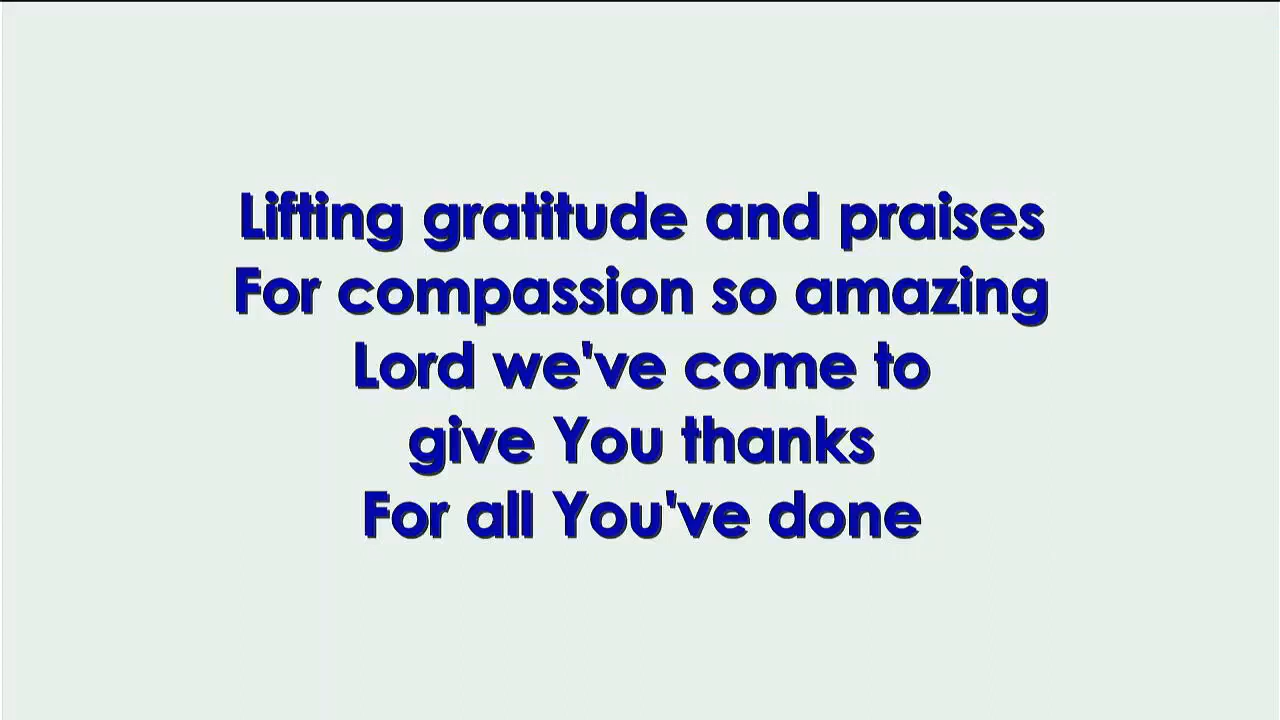 Lifting gratitude and praises
For compassion so amazing
Lord we've come to
give You thanks
For all You've done